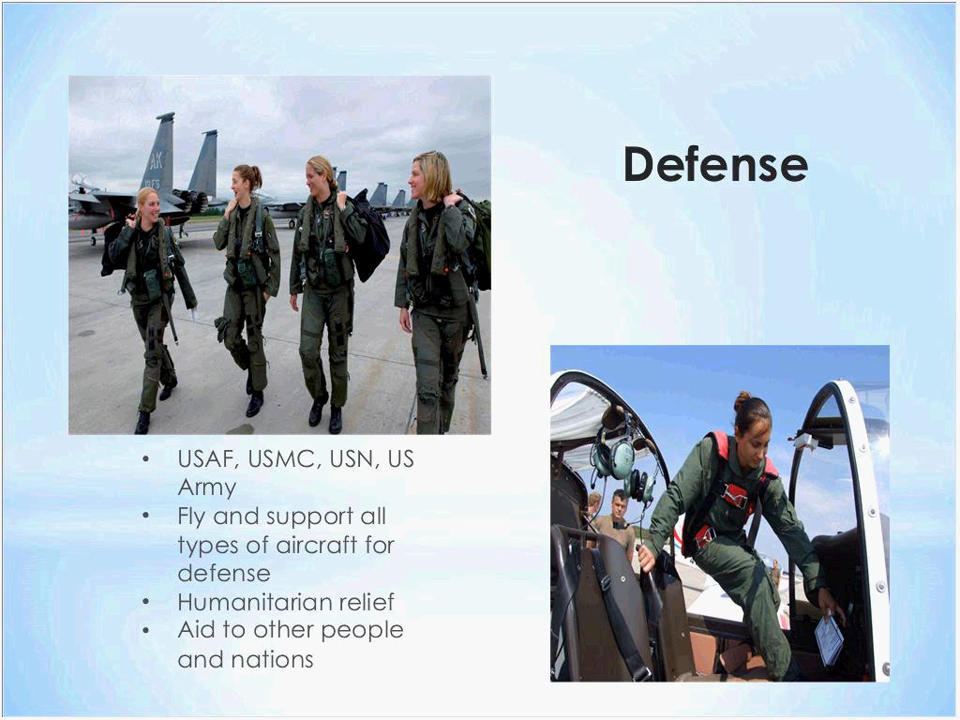 Defense
AK
• USAF, USMC, USN, US
Army
• Fly and support all
types of aircraft for
defense
• Humanitarian relief
• Aid to other people
and nations